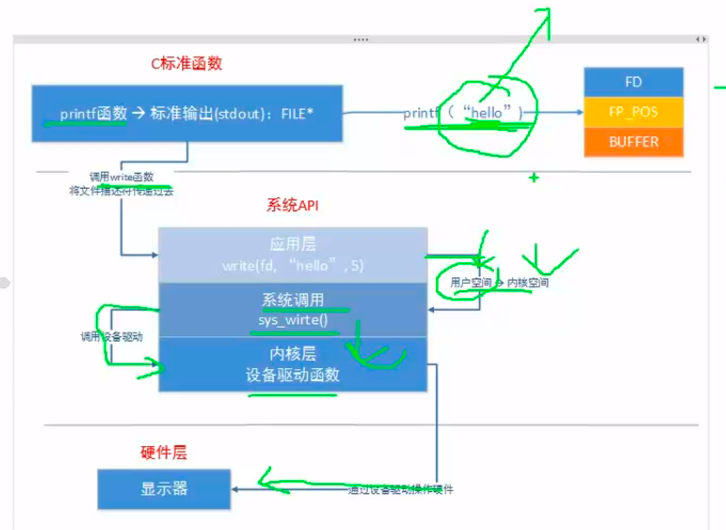 C标准函数
printf函数 → 标准输出(stdout)：FILE*
printf（“hello”）
FD
FP_POS
BUFFER
调用write函数
将文件描述符传递过去
系统API
应用层
write(fd, “hello”, 5)
用户空间 → 内核空间
系统调用
sys_wirte()
调用设备驱动
内核层
设备驱动函数
硬件层
显示器
通过设备驱动操作硬件